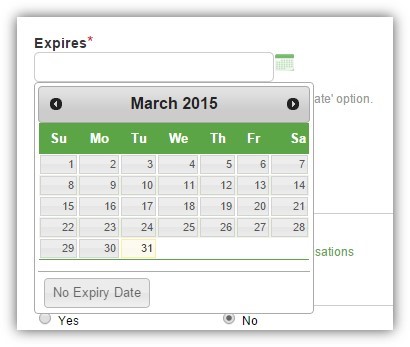 Expires*
March 2015
ate' option.
Su Mo Tu We Th Fr Sa
1 2 3 4 5 6 7
8 9 10 11 12 13 14
15 16 17 18 19 20 21
22 23 24 25 26 27 28
29 30 31
sations
No Expiry Date
Yes No